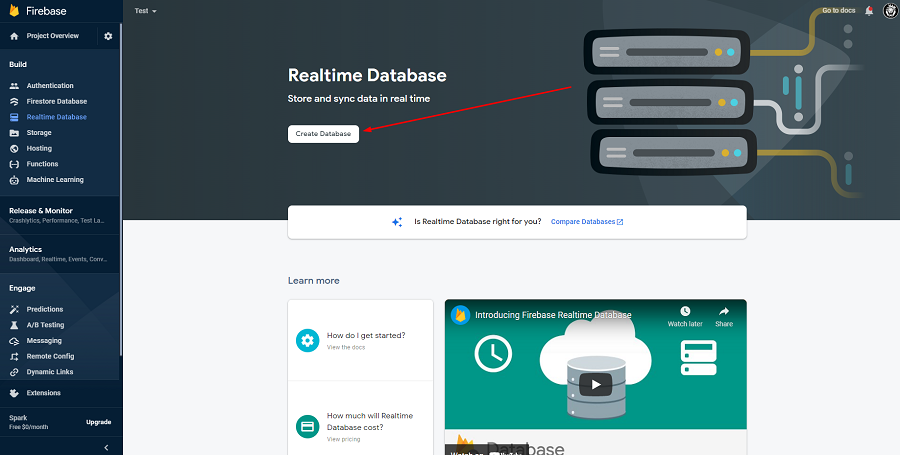 Firebase
Project Overview
Build
Authentication
Firestore Database
Realtime Database
Storage
Hosting
Functions
Machine Learning
Release & Monitor
Crashlytics, Performance, Test La...
Analytics
Dashboard, Realtime, Events, Conv...
Engage
Predictions
A/B Testing
Messaging
Remote Config
Dynamic Links
Extensions
Spark
Free $0/month
Upgrade
Test
Go to docs
Realtime Database
Store and sync data in real time
Create Database
Is Realtime Database right for you? Compare Databases
Learn more
How do I get started?
View the docs
How much will Realtime
Database cost?
View pricing
Introducing Firebase Realtime Database
Watch later
Share
Database
Watch on YouTube